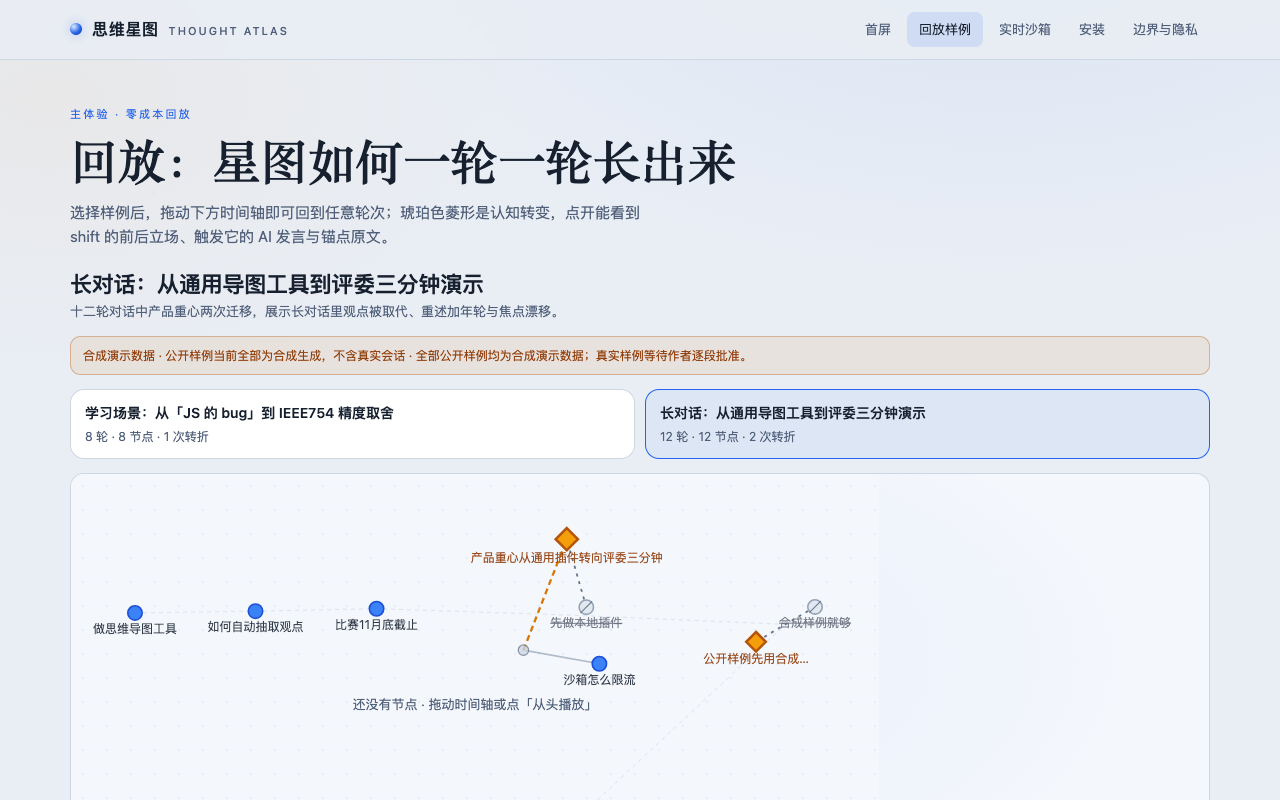 思维星图 THOUGHT ATLAS
首屏 回放样例 实时沙箱 安装 边界与隐私
主体验 · 零成本回放
回放：星图如何一轮一轮长出来
选择样例后，拖动下方时间轴即可回到任意轮次；琥珀色菱形是认知转变，点开能看到
shift 的前后立场、触发它的 AI 发言与锚点原文。
长对话：从通用导图工具到评委三分钟演示
十二轮对话中产品重心两次迁移，展示长对话里观点被取代、重述加年轮与焦点漂移。
合成演示数据 · 公开样例当前全部为合成生成，不含真实会话 · 全部公开样例均为合成演示数据；真实样例等待作者逐段批准。
学习场景：从「JS 的 bug」到 IEEE754 精度取舍
8 轮 · 8 节点 · 1 次转折
长对话：从通用导图工具到评委三分钟演示
12 轮 · 12 节点 · 2 次转折
产品重心从通用插件转向评委三分钟
做思维导图工具
如何自动抽取观点
比赛11月底截止
先做本地插件
合成样例就够
公开样例先用合成...
沙箱怎么限流
还没有节点 · 拖动时间轴或点「从头播放」